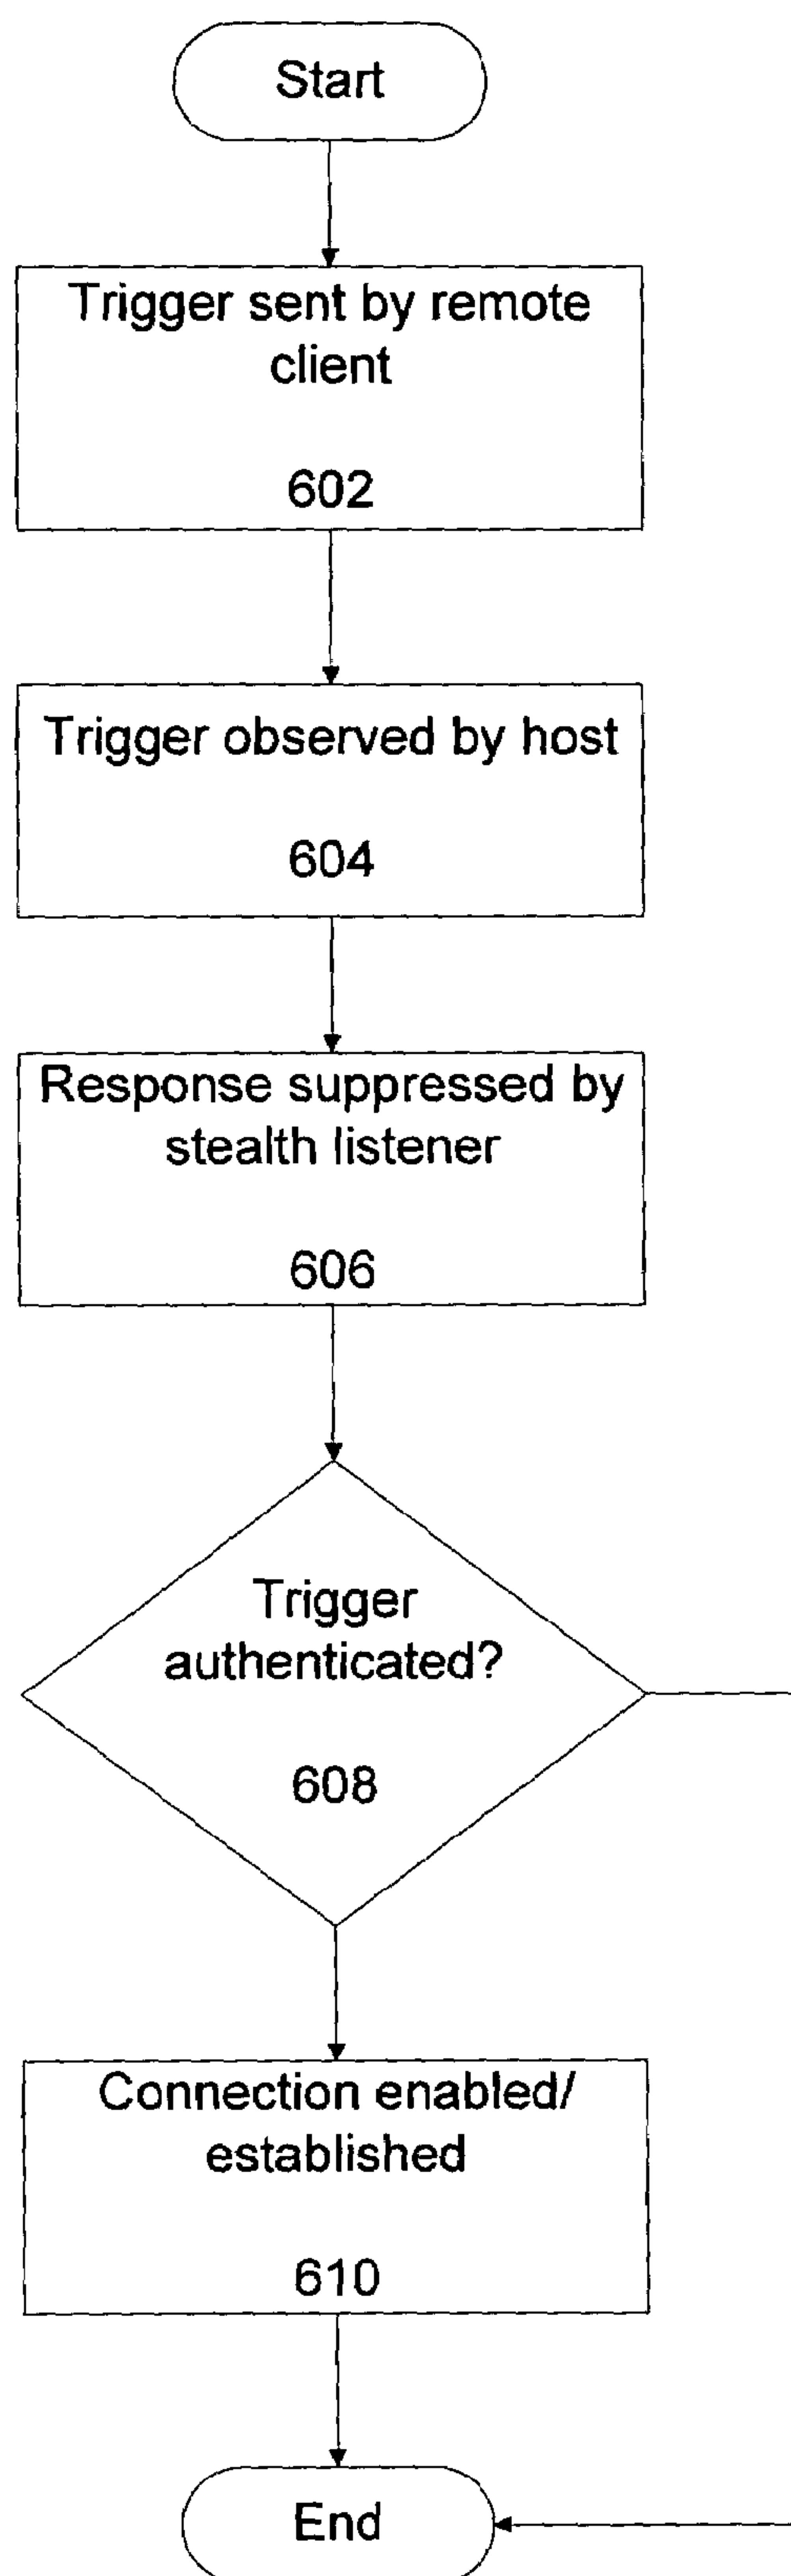 Start
Trigger sent by remote
client
602
Trigger observed by host
604
Response suppressed by
stealth listener
606
Trigger
authenticated?
608
Connection enabled/
established
610
End